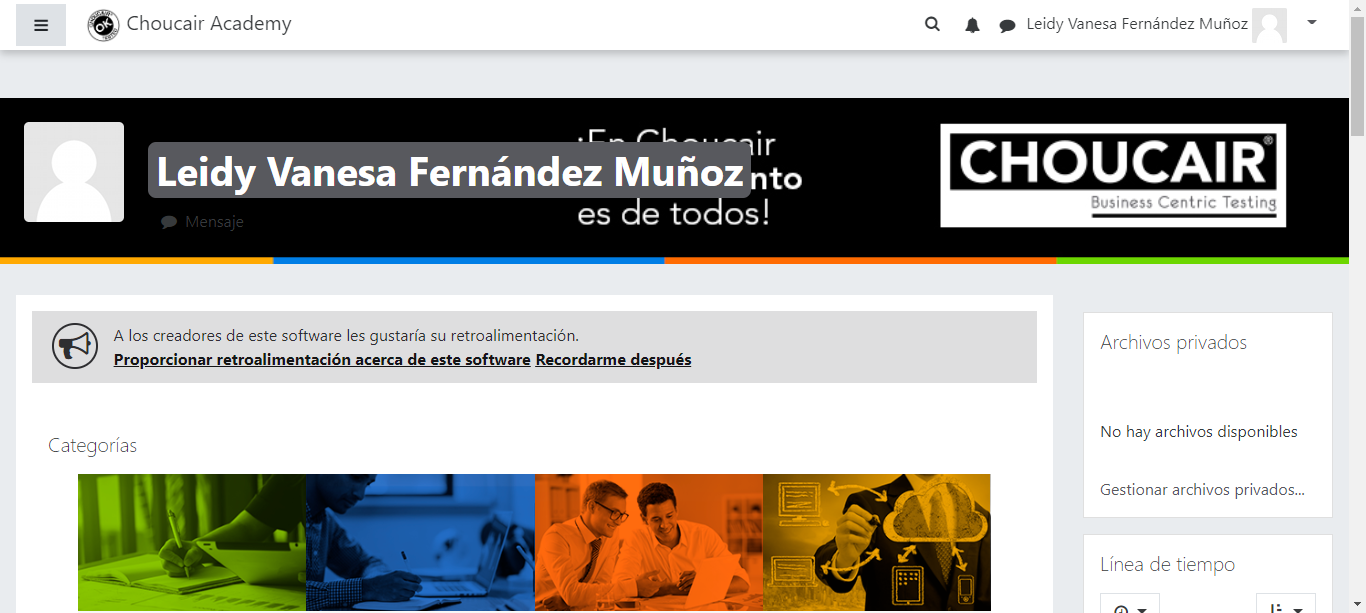 Choucair Academy
Leidy Vanesa Fernández Muñoz
CHOUCAIR OK
¡En Choucair
Leidy Vanesa Fernández Muñoz
nto
es de todos!
Mensaje
CHOUCAIR®
Business Centric Testing
A los creadores de este software les gustaría su retroalimentación.
Proporcionar retroalimentación acerca de este software Recordarme después
Categorías
Archivos privados
No hay archivos disponibles
Gestionar archivos privados...
Línea de tiempo